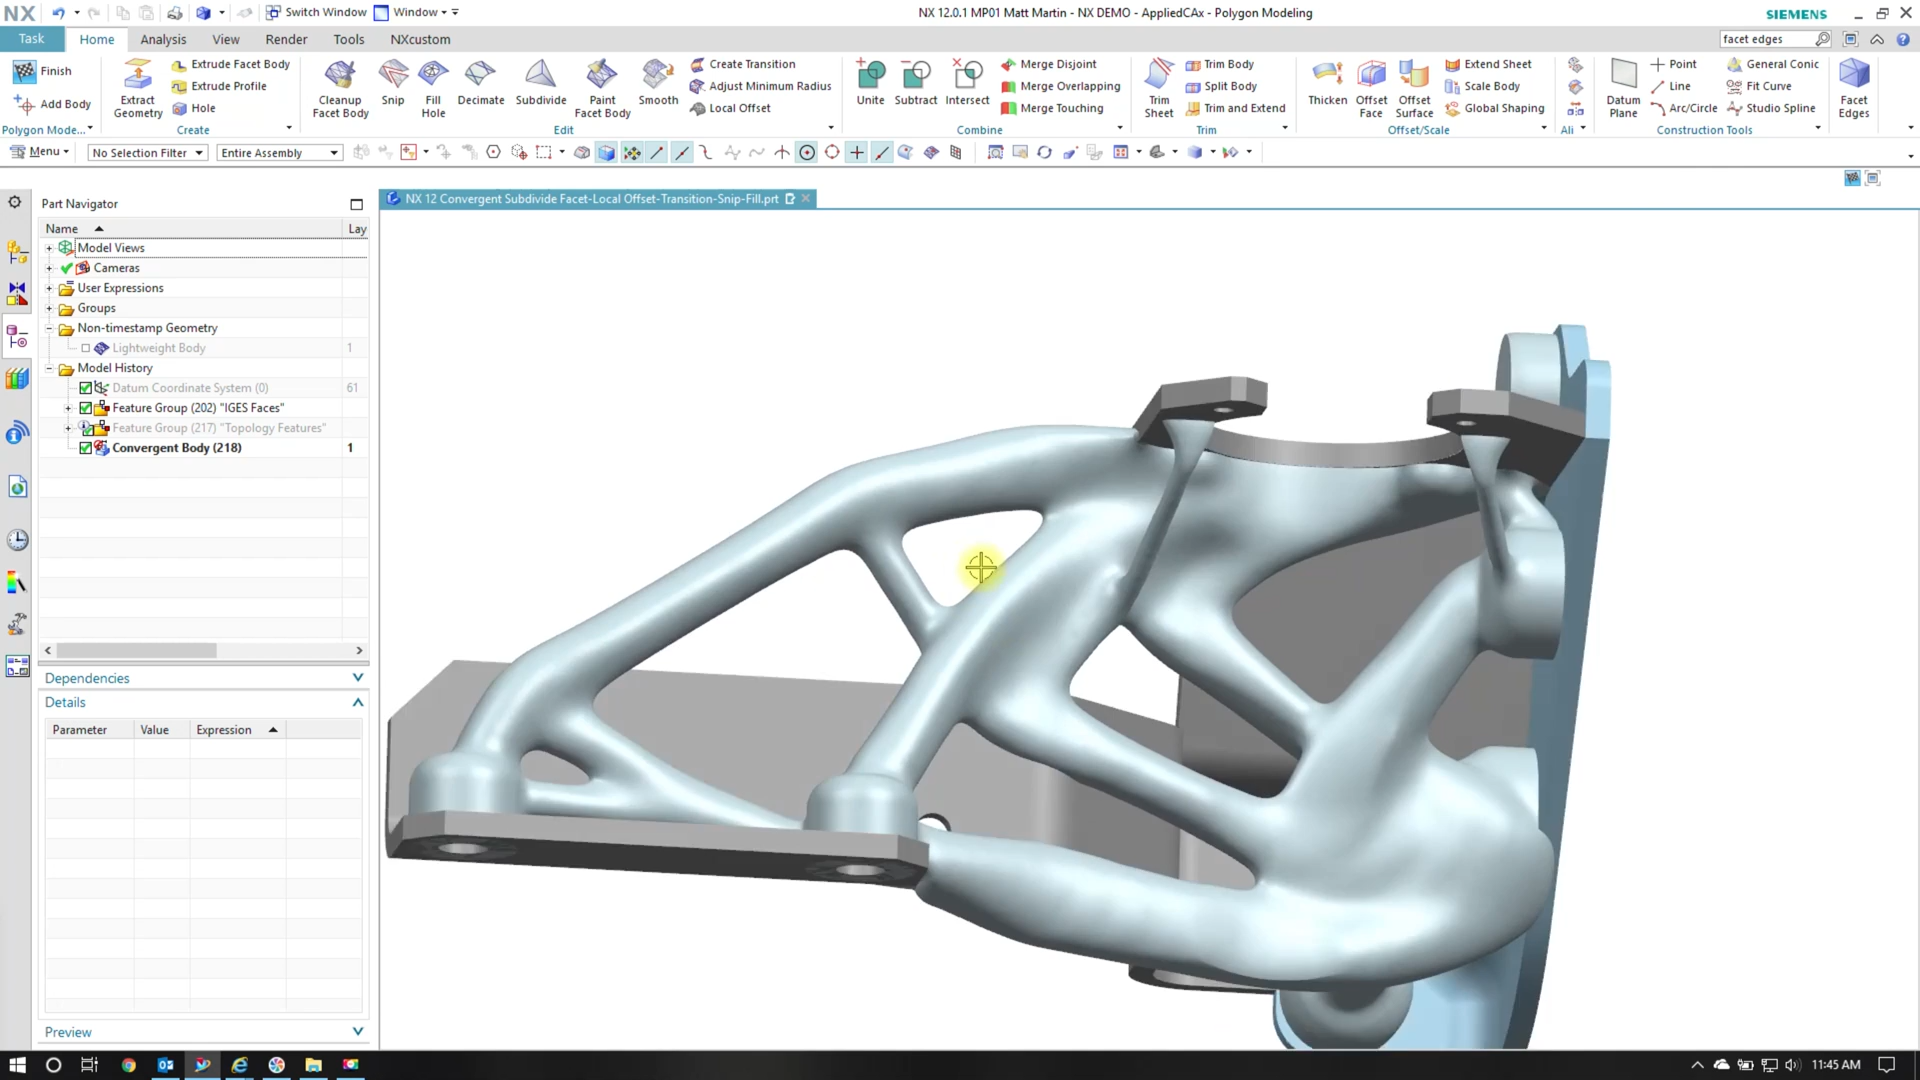 NX
Switch Window
Window
NX 12.0.1 MP01 Matt Martin - NX DEMO - AppliedCAx - Polygon Modeling
SIEMENS
Task
Home
Analysis
View
Render
Tools
NXcustom
facet edges
Finish
Add Body
Polygon Mode...
Extract Geometry
Extrude Facet Body
Extrude Profile
Hole
Create
Cleanup Facet Body
Snip
Fill Hole
Decimate
Subdivide
Paint Facet Body
Smooth
Create Transition
Adjust Minimum Radius
Local Offset
Edit
Unite
Subtract
Intersect
Merge Disjoint
Merge Overlapping
Merge Touching
Combine
Trim Sheet
Trim Body
Split Body
Trim and Extend
Trim
Thicken
Offset Face
Offset Surface
Extend Sheet
Scale Body
Global Shaping
Offset/Scale
Ali
Datum Plane
Point
Line
Arc/Circle
General Conic
Fit Curve
Studio Spline
Construction Tools
Facet Edges
Menu
No Selection Filter
Entire Assembly
Part Navigator
NX 12 Convergent Subdivide Facet-Local Offset-Transition-Snip-Fill.prt
Name
Lay
Model Views
Cameras
User Expressions
Groups
Non-timestamp Geometry
Lightweight Body 1
Model History
Datum Coordinate System (0) 61
Feature Group (202) "IGES Faces"
Feature Group (217) "Topology Features"
Convergent Body (218) 1
Dependencies
Details
Parameter Value Expression
Preview
11:45 AM